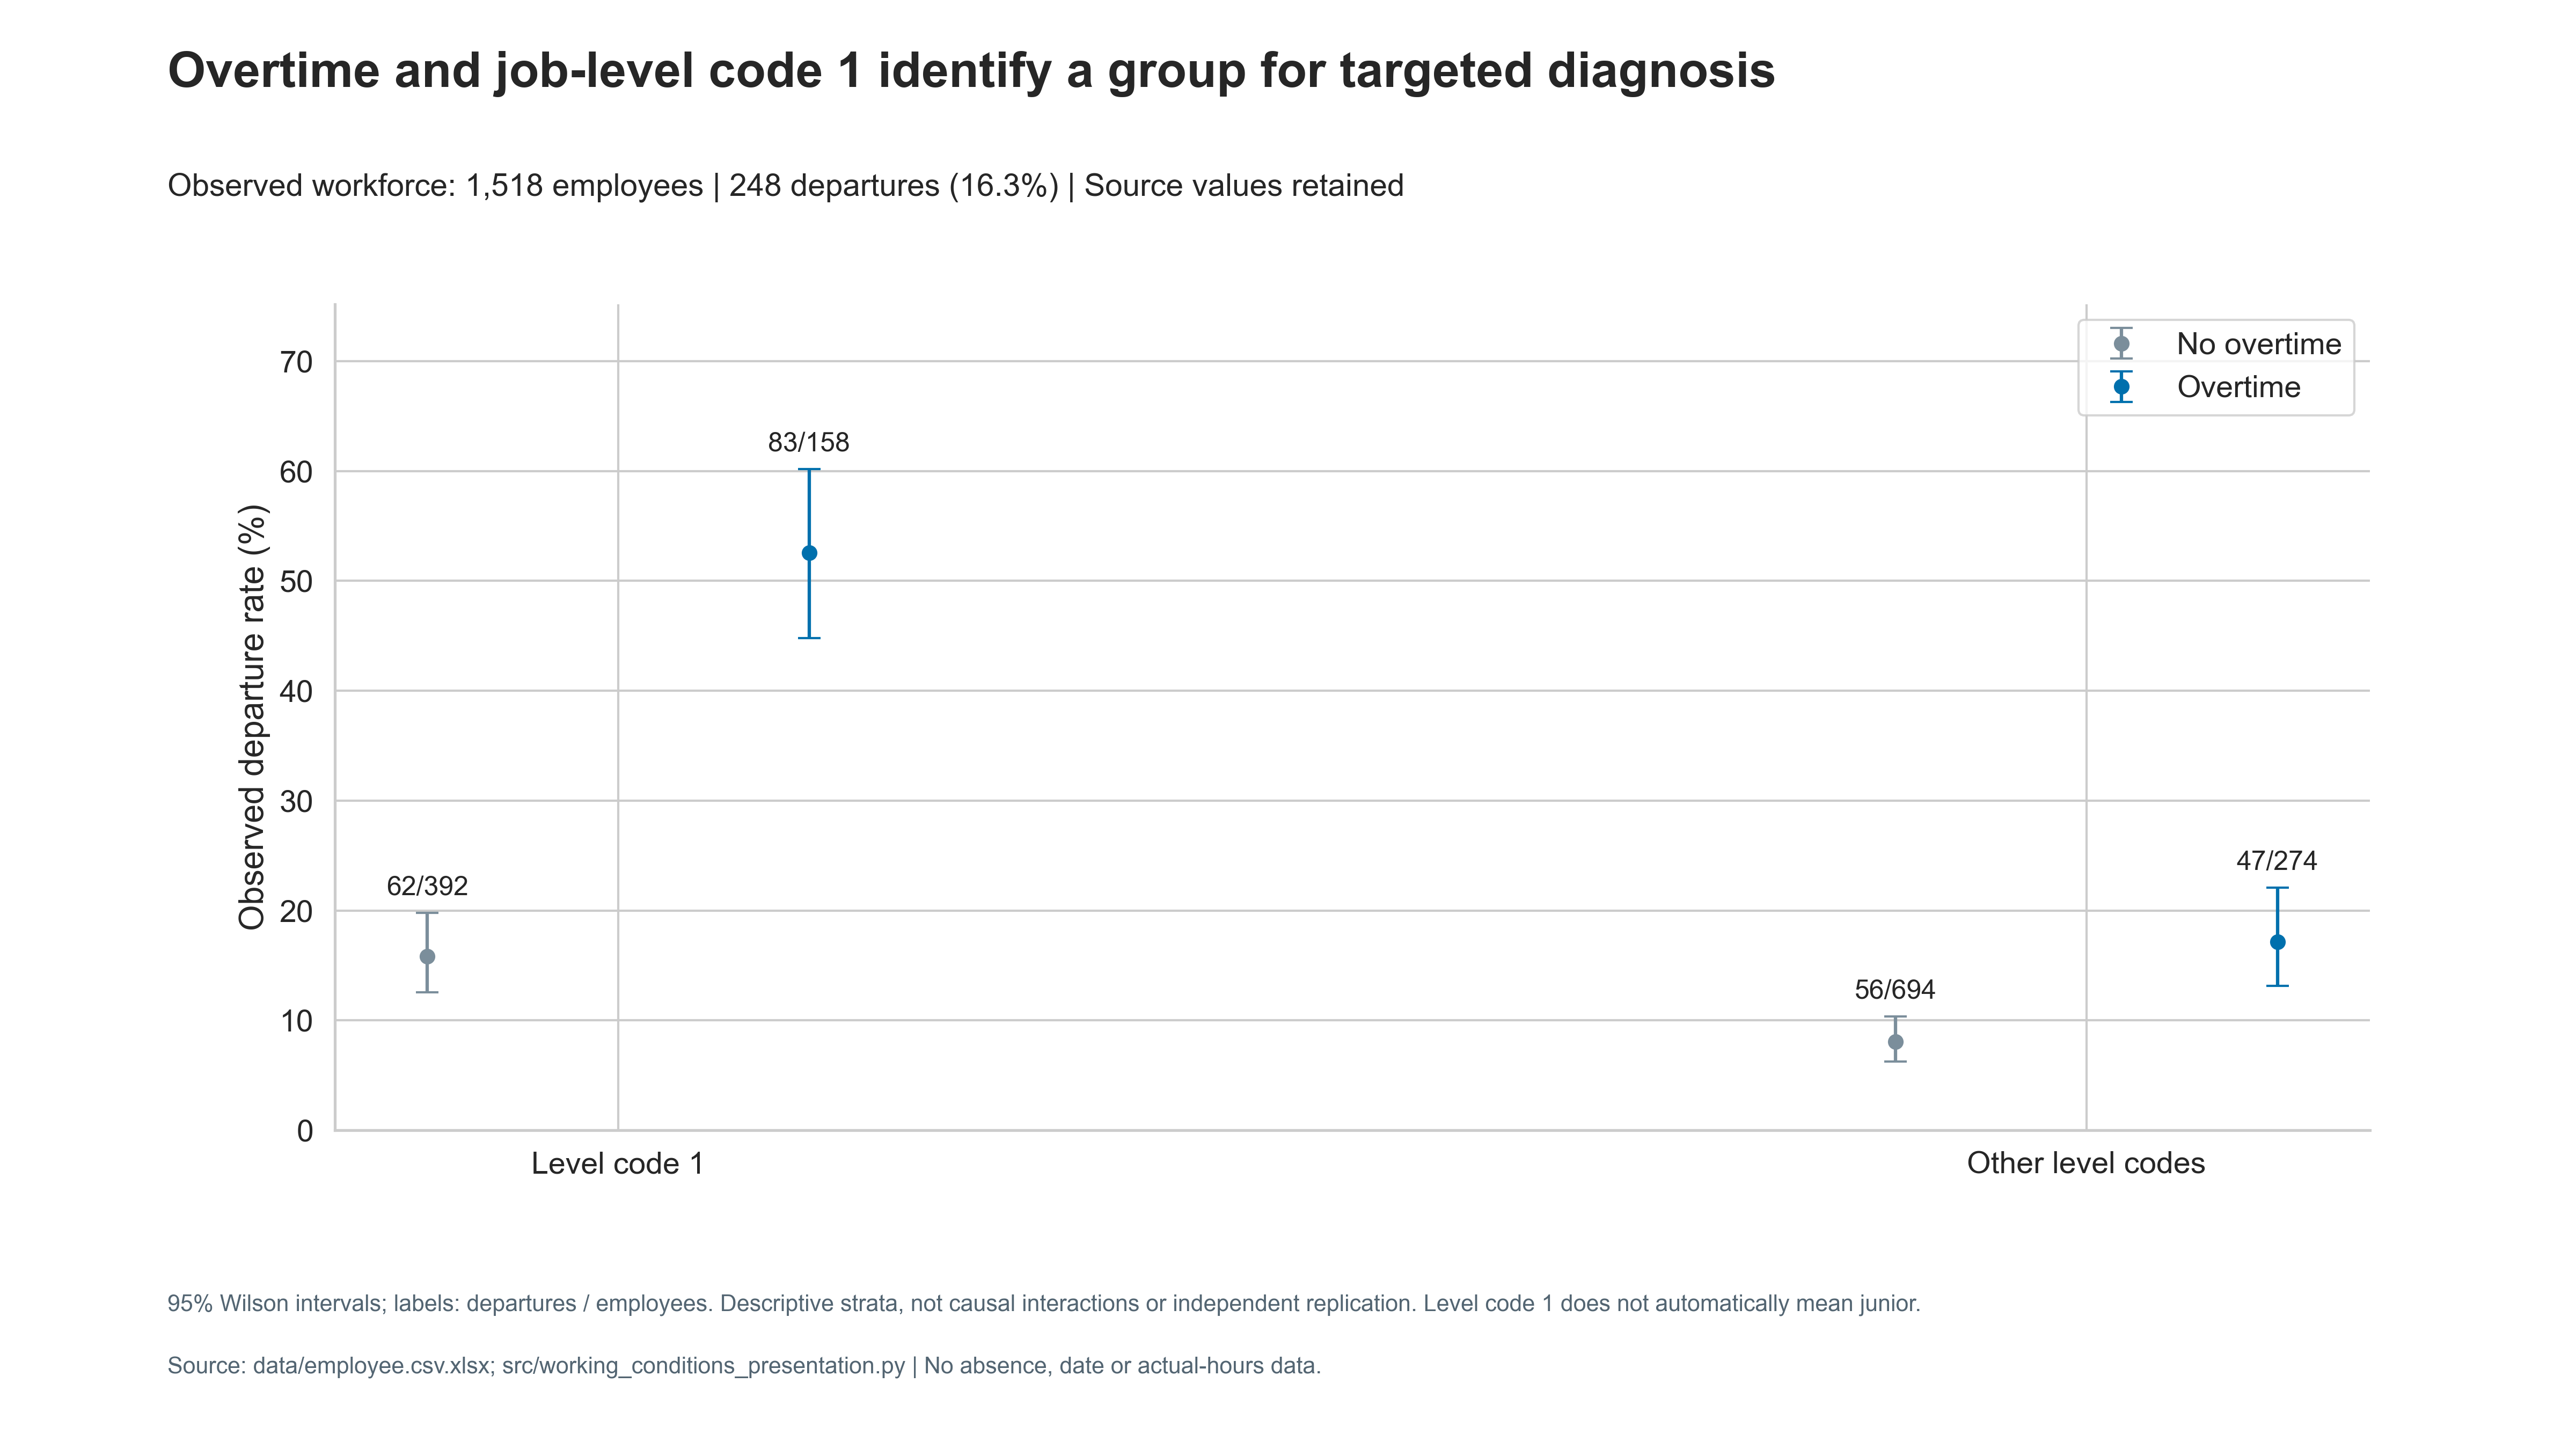 Overtime and job-level code 1 identify a group for targeted diagnosis
Observed workforce: 1,518 employees | 248 departures (16.3%) | Source values retained
No overtime
Overtime
70
60
50
40
30
20
10
0
Observed departure rate (%)
83/158
62/392
47/274
56/694
Level code 1
Other level codes
95% Wilson intervals; labels: departures / employees. Descriptive strata, not causal interactions or independent replication. Level code 1 does not automatically mean junior.
Source: data/employee.csv.xlsx; src/working_conditions_presentation.py | No absence, date or actual-hours data.